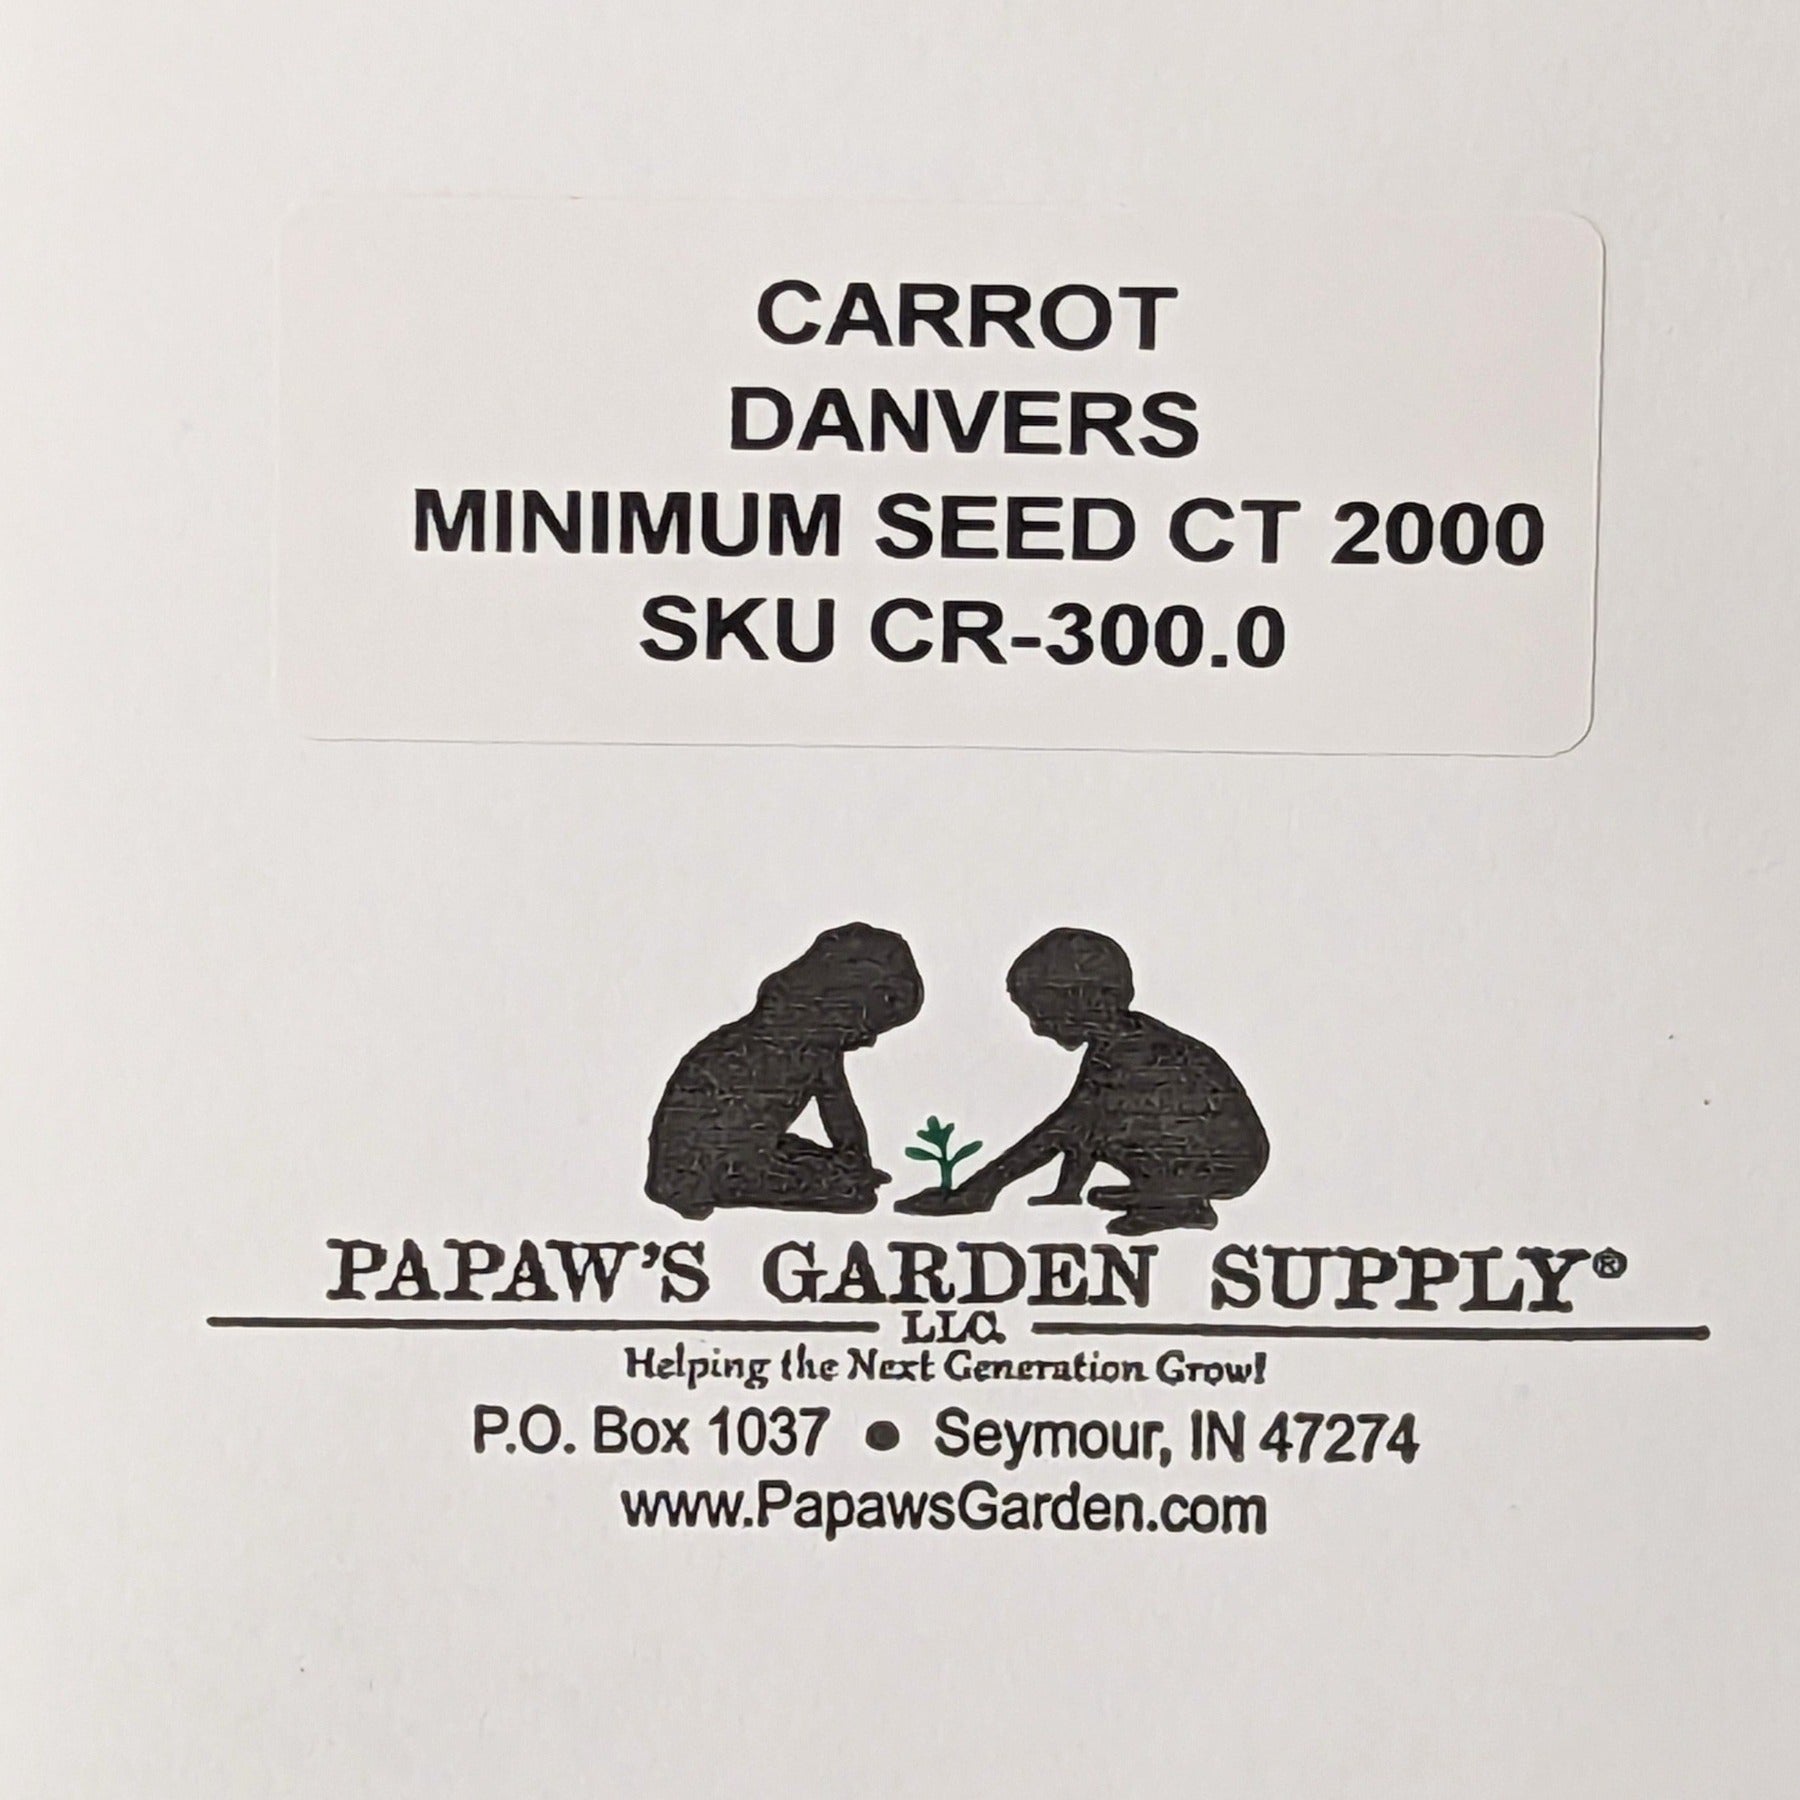 CARROT
DANVERS
MINIMUM SEED CT 2000
SKU CR-300.0
PAPAW'S GARDEN SUPPLY®
LLC.
Helping the Next Generation Grow!
P.O. Box 1037 ● Seymour, IN 47274
www.PapawsGarden.com